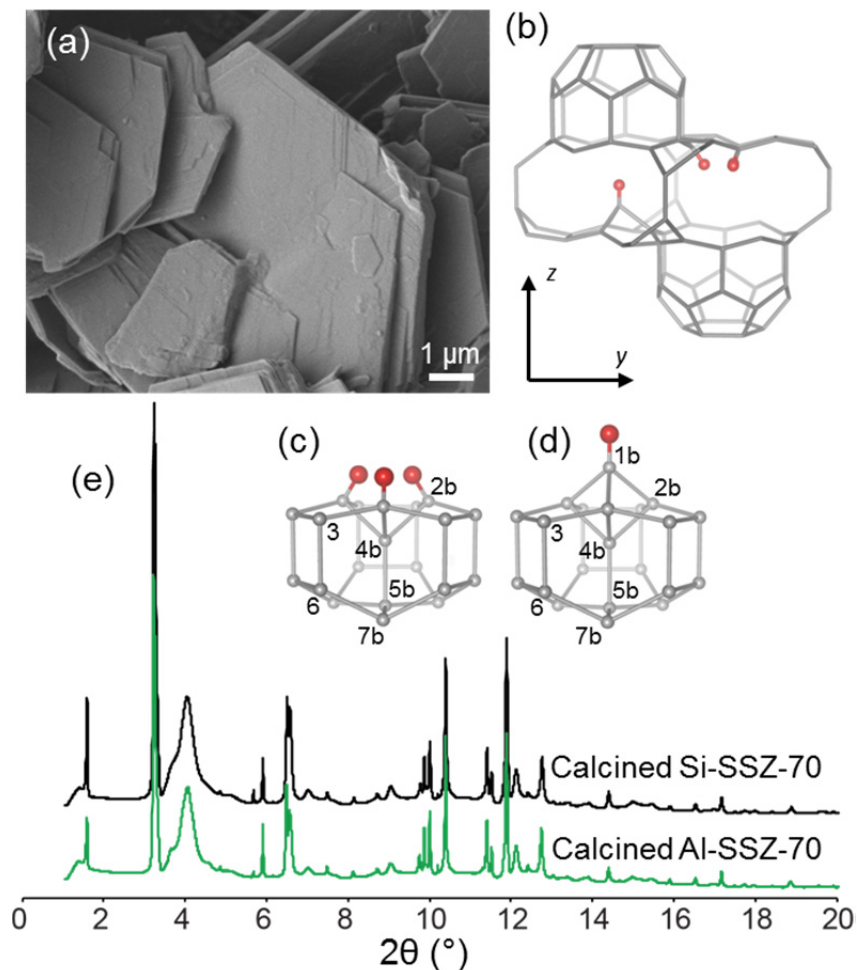 (a)
1 µm
(b)
z
y
(c)
2b
3
4b
5b
6
7b
(d)
1b
2b
3
4b
5b
6
7b
(e)
Calcined Si-SSZ-70
Calcined Al-SSZ-70
0 2 4 6 8 10 12 14 16 18 20
2θ (°)